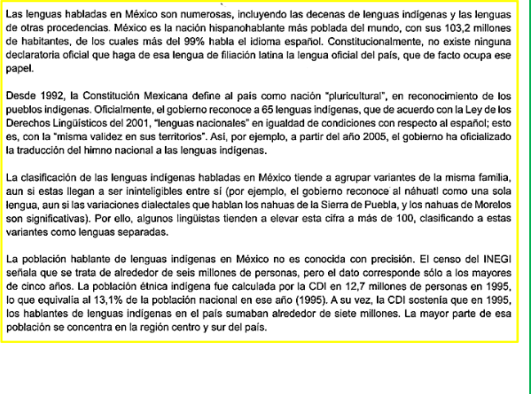 Las lenguas habladas en México son numerosas, incluyendo las decenas de lenguas indígenas y las lenguas
de otras procedencias. México es la nación hispanohablante más poblada del mundo, con sus 103,2 millones
de habitantes, de los cuales más del 99% habla el idioma español. Constitucionalmente, no existe ninguna
declaratoria oficial que haga de esa lengua de filiación latina la lengua oficial del país, que de facto ocupa ese
papel.
Desde 1992, la Constitución Mexicana define al país como nación "pluricultural", en reconocimiento de los
pueblos indígenas. Oficialmente, el gobierno reconoce a 65 lenguas indígenas, que de acuerdo con la Ley de los
Derechos Lingüísticos del 2001, "lenguas nacionales" en igualdad de condiciones con respecto al español; esto
es, con la "misma validez en sus territorios". Así, por ejemplo, a partir del año 2005, el gobierno ha oficializado
la traducción del himno nacional a las lenguas indígenas.
La clasificación de las lenguas indígenas habladas en México tiende a agrupar variantes de la misma familia,
aun si estas llegan a ser ininteligibles entre sí (por ejemplo, el gobierno reconoce al náhuatl como una sola
lengua, aun si las variaciones dialectales que hablan los nahuas de la Sierra de Puebla, y los nahuas de Morelos
son significativas). Por ello, algunos lingüistas tienden a elevar esta cifra a más de 100, clasificando a estas
variantes como lenguas separadas.
La población hablante de lenguas indígenas en México no es conocida con precisión. El censo del INEGI
señala que se trata de alrededor de seis millones de personas, pero el dato corresponde sólo a los mayores
de cinco años. La población étnica indígena fue calculada por la CDI en 12,7 millones de personas en 1995,
lo que equivalía al 13,1% de la población nacional en ese año (1995). A su vez, la CDI sostenía que en 1995,
los hablantes de lenguas indígenas en el país sumaban alrededor de siete millones. La mayor parte de esa
población se concentra en la región centro y sur del país.